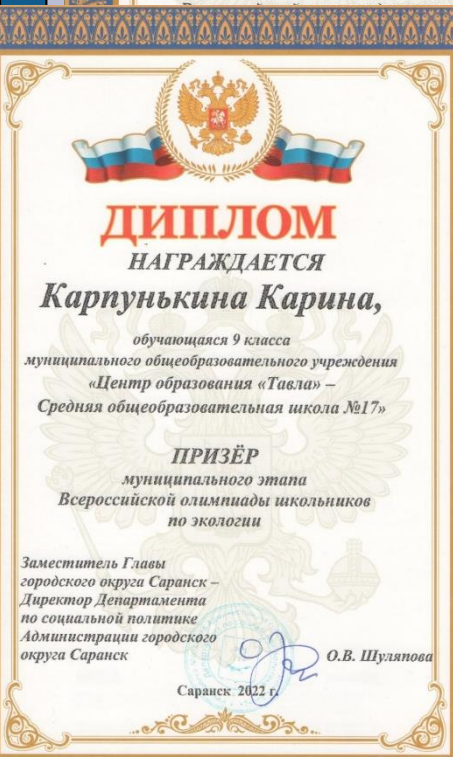 ДИПЛОМ
НАГРАЖДАЕТСЯ
Карпунькина Карина,
обучающаяся 9 класса
муниципального общеобразовательного учреждения
«Центр образования «Тавла» –
Средняя общеобразовательная школа №17»
ПРИЗЁР
муниципального этапа
Всероссийской олимпиады школьников
по экологии
Заместитель Главы
городского округа Саранск –
Директор Департамента
по социальной политике
Администрации городского
округа Саранск
О.В. Шуляпова
Саранск 2022 г.